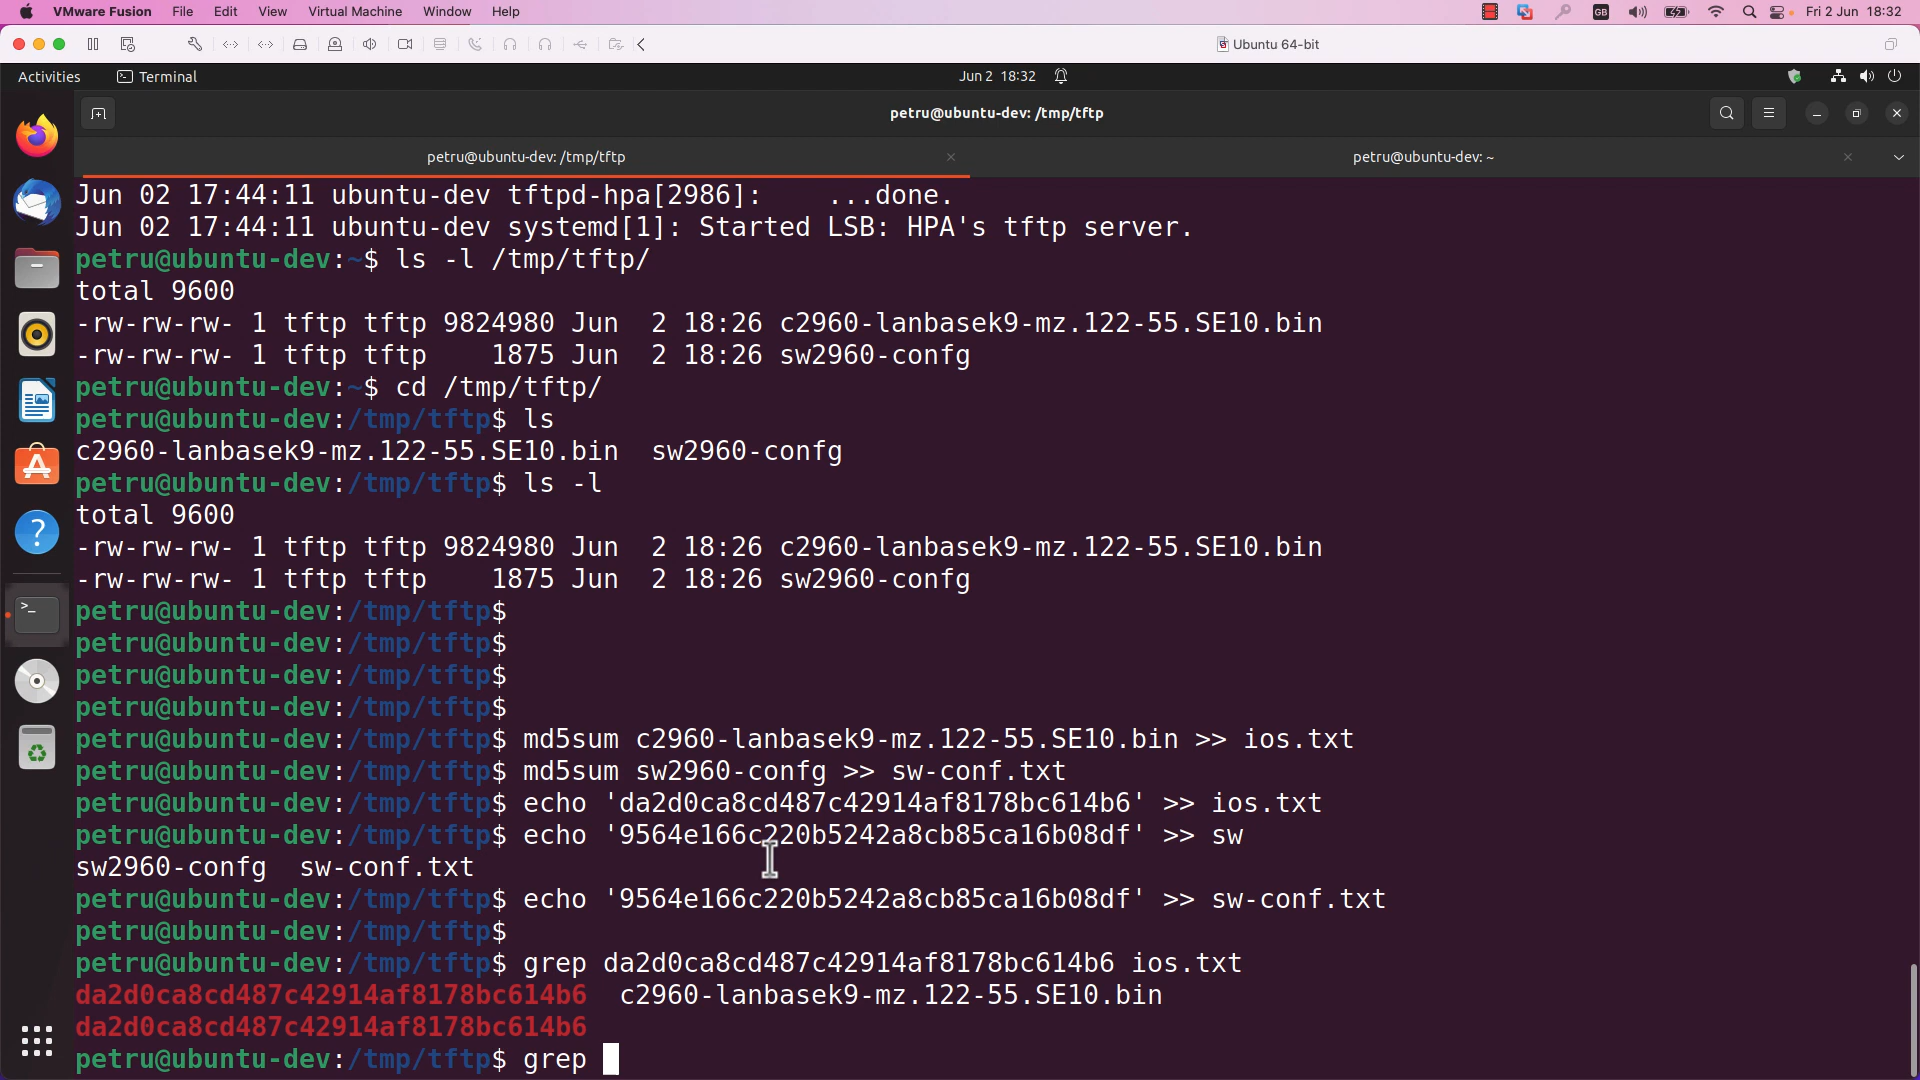 VMware Fusion File Edit View Virtual Machine Window Help GB Fri 2 Jun 18:32
Ubuntu 64-bit
Activities Terminal Jun 2 18:32
petru@ubuntu-dev: /tmp/tftp
petru@ubuntu-dev: /tmp/tftp petru@ubuntu-dev: ~
Jun 02 17:44:11 ubuntu-dev tftpd-hpa[2986]:    ...done.
Jun 02 17:44:11 ubuntu-dev systemd[1]: Started LSB: HPA's tftp server.
petru@ubuntu-dev:~$ ls -l /tmp/tftp/
total 9600
-rw-rw-rw- 1 tftp tftp 9824980 Jun  2 18:26 c2960-lanbasek9-mz.122-55.SE10.bin
-rw-rw-rw- 1 tftp tftp    1875 Jun  2 18:26 sw2960-confg
petru@ubuntu-dev:~$ cd /tmp/tftp/
petru@ubuntu-dev:/tmp/tftp$ ls
c2960-lanbasek9-mz.122-55.SE10.bin  sw2960-confg
petru@ubuntu-dev:/tmp/tftp$ ls -l
total 9600
-rw-rw-rw- 1 tftp tftp 9824980 Jun  2 18:26 c2960-lanbasek9-mz.122-55.SE10.bin
-rw-rw-rw- 1 tftp tftp    1875 Jun  2 18:26 sw2960-confg
petru@ubuntu-dev:/tmp/tftp$
petru@ubuntu-dev:/tmp/tftp$
petru@ubuntu-dev:/tmp/tftp$
petru@ubuntu-dev:/tmp/tftp$
petru@ubuntu-dev:/tmp/tftp$ md5sum c2960-lanbasek9-mz.122-55.SE10.bin >> ios.txt
petru@ubuntu-dev:/tmp/tftp$ md5sum sw2960-confg >> sw-conf.txt
petru@ubuntu-dev:/tmp/tftp$ echo 'da2d0ca8cd487c42914af8178bc614b6' >> ios.txt
petru@ubuntu-dev:/tmp/tftp$ echo '9564e166c220b5242a8cb85ca16b08df' >> sw
sw2960-confg  sw-conf.txt
petru@ubuntu-dev:/tmp/tftp$ echo '9564e166c220b5242a8cb85ca16b08df' >> sw-conf.txt
petru@ubuntu-dev:/tmp/tftp$
petru@ubuntu-dev:/tmp/tftp$ grep da2d0ca8cd487c42914af8178bc614b6 ios.txt
da2d0ca8cd487c42914af8178bc614b6  c2960-lanbasek9-mz.122-55.SE10.bin
da2d0ca8cd487c42914af8178bc614b6
petru@ubuntu-dev:/tmp/tftp$ grep